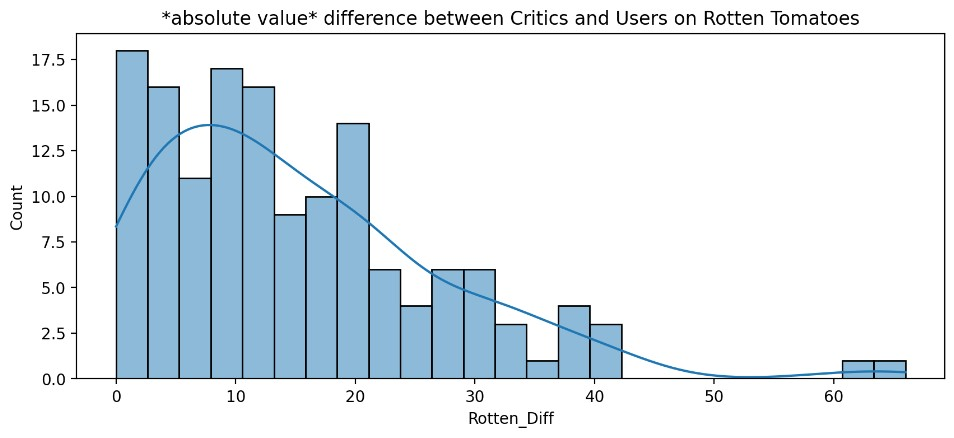 *absolute value* difference between Critics and Users on Rotten Tomatoes
17.5
15.0
12.5
10.0
7.5
5.0
2.5
0.0
Count
0 10 20 30 40 50 60
Rotten_Diff